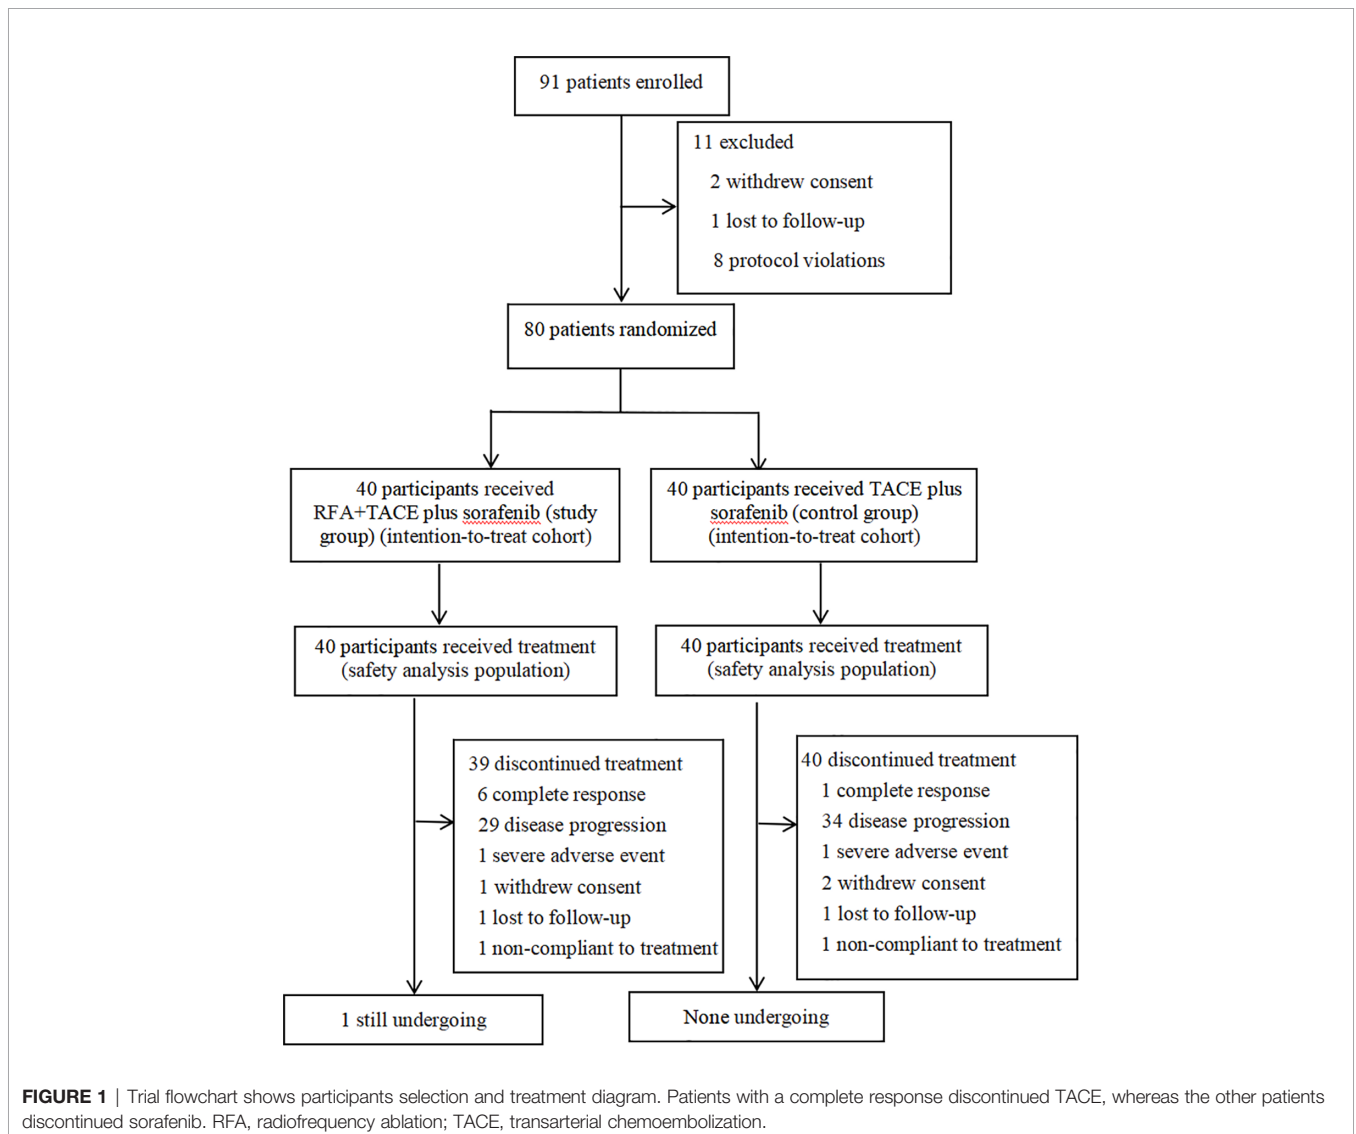 91 patients enrolled
11 excluded
2 withdrew consent
1 lost to follow-up
8 protocol violations
80 patients randomized
40 participants received
RFA+TACE plus sorafenib (study
group) (intention-to-treat cohort)
40 participants received TACE plus
sorafenib (control group)
(intention-to-treat cohort)
40 participants received treatment
(safety analysis population)
40 participants received treatment
(safety analysis population)
39 discontinued treatment
6 complete response
29 disease progression
1 severe adverse event
1 withdrew consent
1 lost to follow-up
1 non-compliant to treatment
40 discontinued treatment
1 complete response
34 disease progression
1 severe adverse event
2 withdrew consent
1 lost to follow-up
1 non-compliant to treatment
1 still undergoing
None undergoing
FIGURE 1 | Trial flowchart shows participants selection and treatment diagram. Patients with a complete response discontinued TACE, whereas the other patients
discontinued sorafenib. RFA, radiofrequency ablation; TACE, transarterial chemoembolization.